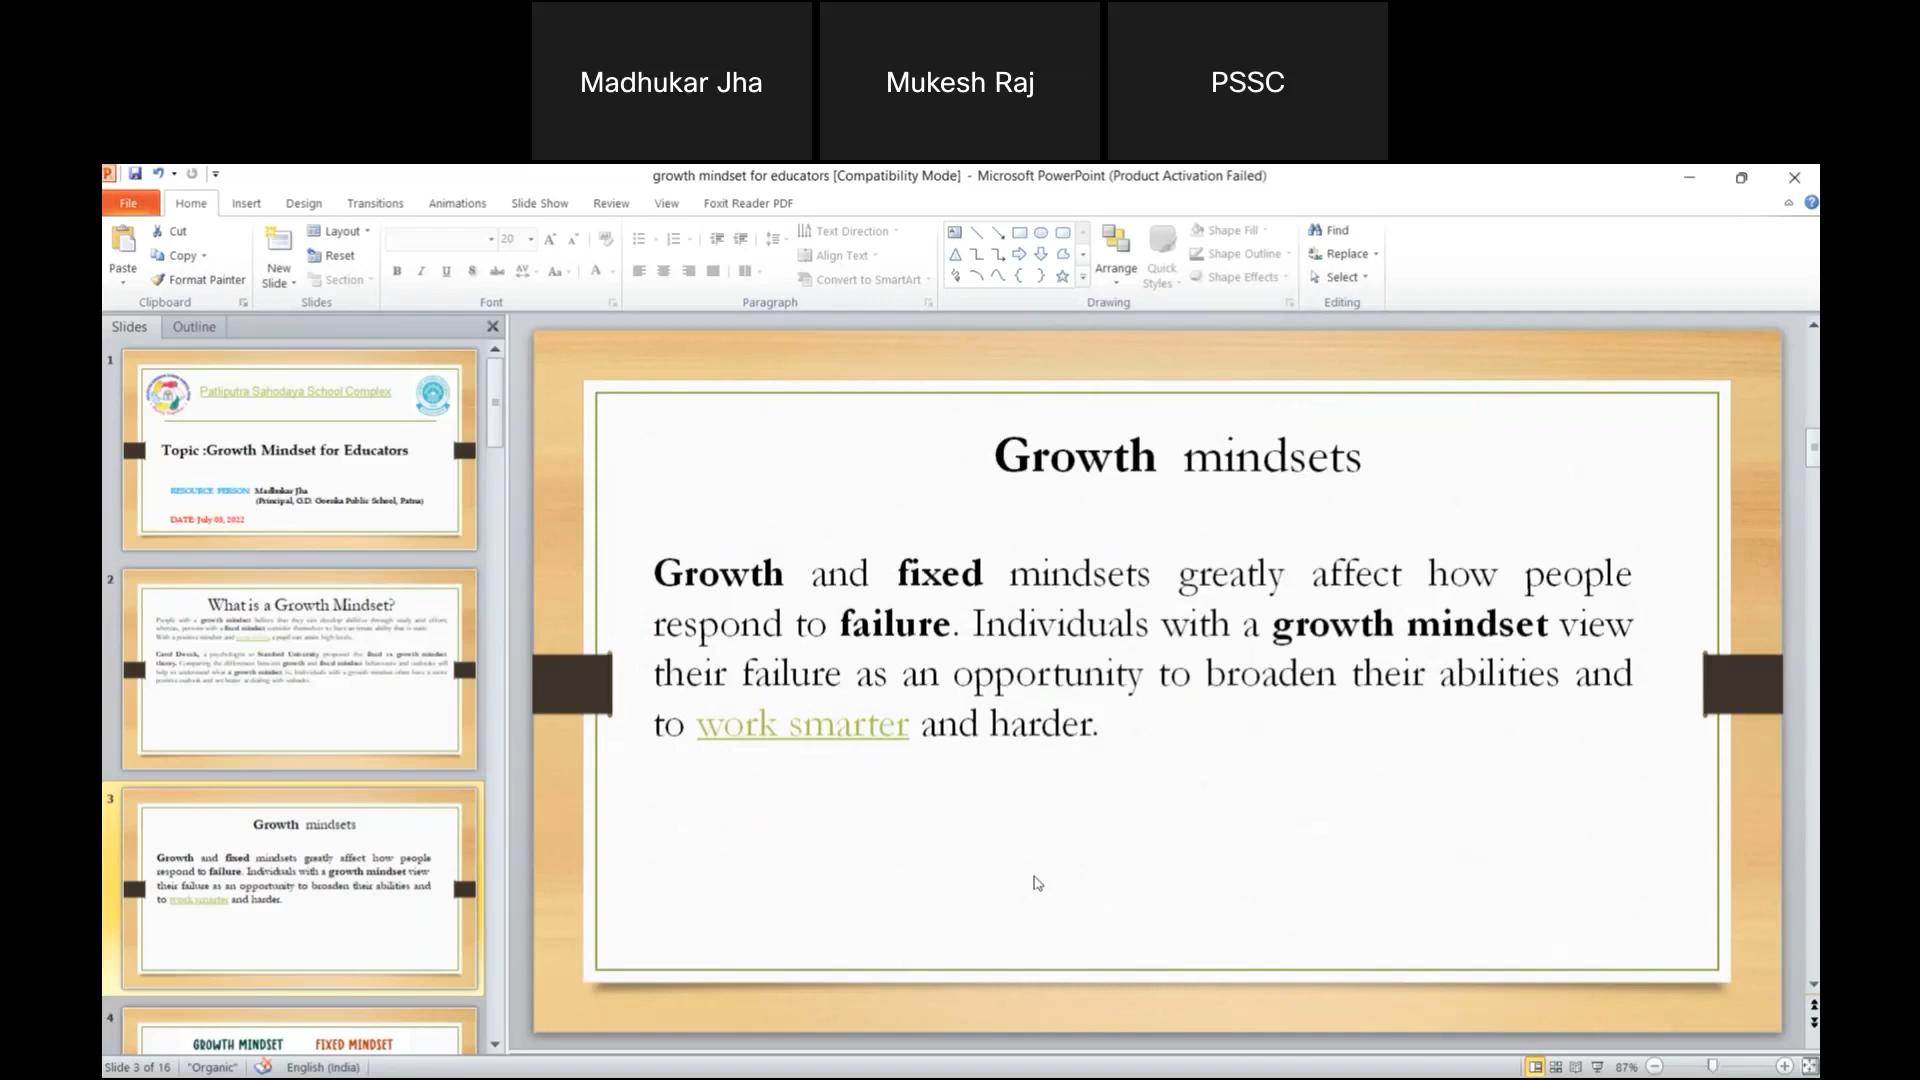 Madhukar Jha
Mukesh Raj
PSSC
growth mindset for educators [Compatibility Mode] - Microsoft PowerPoint (Product Activation Failed)
File Home Insert Design Transitions Animations Slide Show Review View Foxit Reader PDF
Paste
Cut
Copy
Format Painter
Clipboard
New Slide
Layout
Reset
Section
Slides
20
Font
Text Direction
Align Text
Convert to SmartArt
Paragraph
Arrange
Quick Styles
Shape Fill
Shape Outline
Shape Effects
Drawing
Find
Replace
Select
Editing
Slides Outline
1
Patliputra Sahodaya School Complex
Topic :Growth Mindset for Educators
RESOURCE PERSON Madhukar Jha
(Principal, G.D. Goenka Public School, Patna)
DATE July 03, 2022
2
What is a Growth Mindset?
3
Growth mindsets
Growth and fixed mindsets greatly affect how people
respond to failure. Individuals with a growth mindset view
their failure as an opportunity to broaden their abilities and
to work smarter and harder.
4
GROWTH MINDSET FIXED MINDSET
Growth mindsets
Growth and fixed mindsets greatly affect how people
respond to failure. Individuals with a growth mindset view
their failure as an opportunity to broaden their abilities and
to work smarter and harder.
Slide 3 of 16 "Organic" English (India)
87%